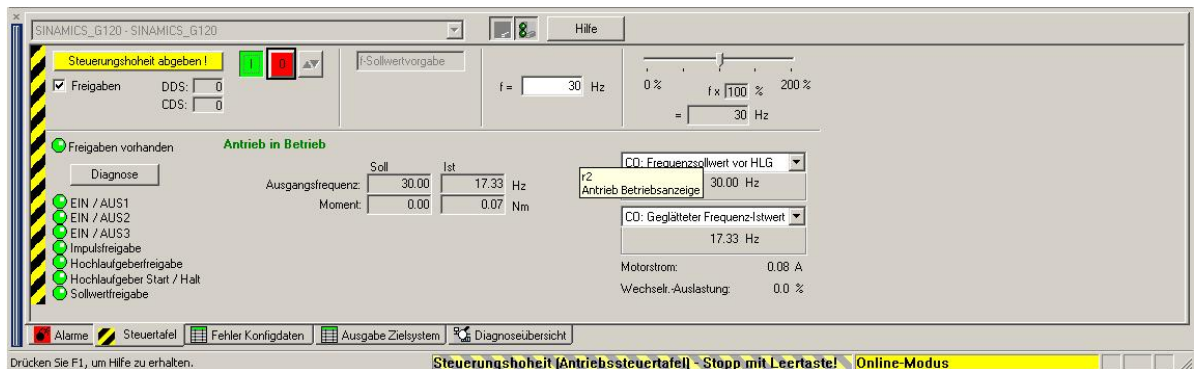 SINAMICS_G120 - SINAMICS_G120
Hilfe
Steuerungshoheit abgeben !
I
0
f-Sollwertvorgabe
Freigaben
DDS: 0
CDS: 0
f = 30 Hz
0 %
200 %
f x 100 %
= 30 Hz
Freigaben vorhanden
Antrieb in Betrieb
Diagnose
Soll Ist
Ausgangsfrequenz: 30.00 17.33 Hz
Moment: 0.00 0.07 Nm
EIN / AUS1
EIN / AUS2
EIN / AUS3
Impulsfreigabe
Hochlaufgeberfreigabe
Hochlaufgeber Start / Halt
Sollwertfreigabe
CO: Frequenzsollwert vor HLG
r2
Antrieb Betriebsanzeige
30.00 Hz
CO: Geglätteter Frequenz-Istwert
17.33 Hz
Motorstrom: 0.08 A
Wechselr.-Auslastung: 0.0 %
Alarme
Steuertafel
Fehler Konfigdaten
Ausgabe Zielsystem
Diagnoseübersicht
Drücken Sie F1, um Hilfe zu erhalten.
Steuerungshoheit (Antriebssteuertafel) - Stopp mit Leertaste!
Online-Modus